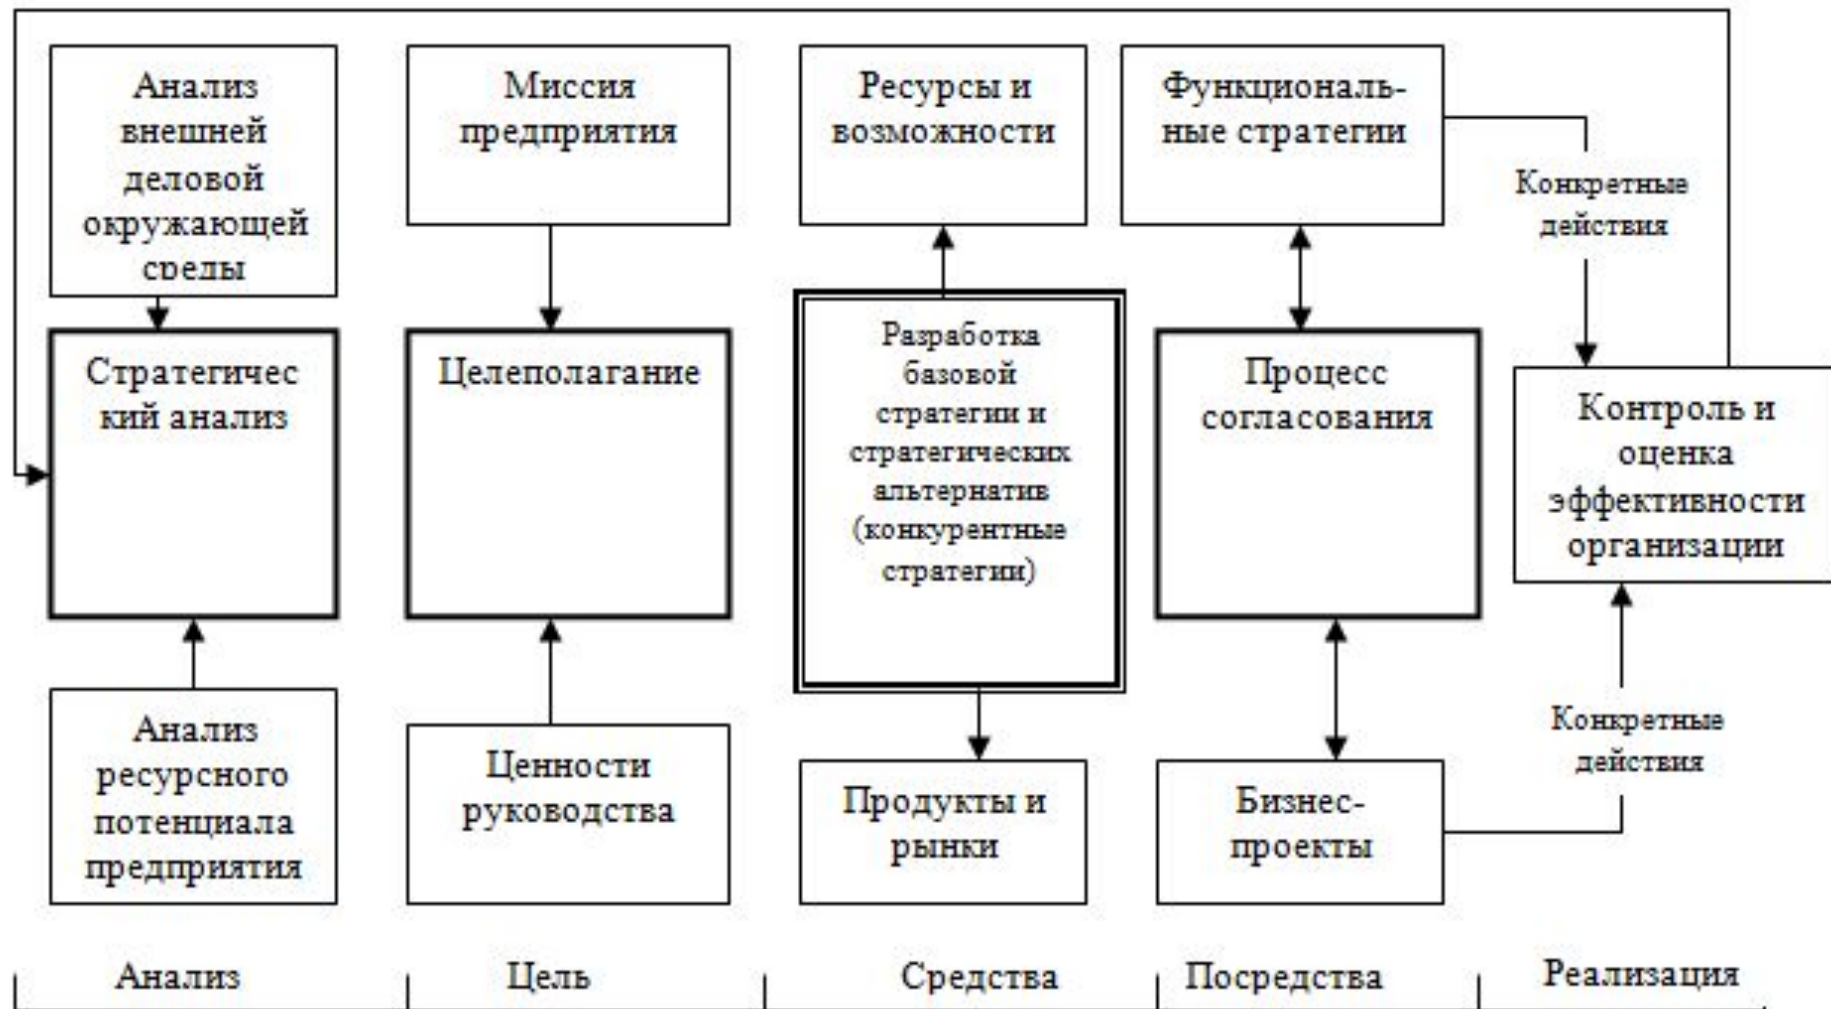 Анализ
внешней
деловой
окружающей
среды
Миссия
предприятия
Ресурсы и
возможности
Функциональ-
ные стратегии
Конкретные
действия
Стратегичес
кий анализ
Целеполагание
Разработка
базовой
стратегии и
стратегических
альтернатив
(конкурентные
стратегии)
Процесс
согласования
Контроль и
оценка
эффективности
организации
Анализ
ресурсного
потенциала
предприятия
Ценности
руководства
Продукты и
рынки
Бизнес-
проекты
Конкретные
действия
Анализ
Цель
Средства
Посредства
Реализация